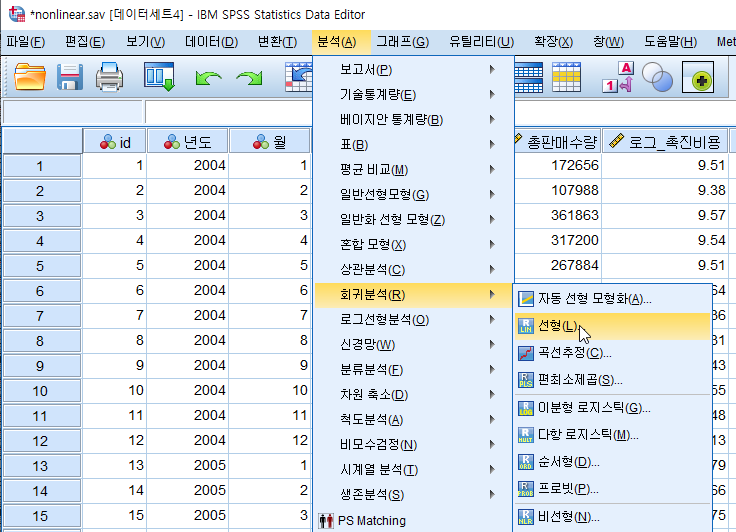 *nonlinear.sav [데이터세트4] - IBM SPSS Statistics Data Editor
파일(F) 편집(E) 보기(V) 데이터(D) 변환(T) 분석(A) 그래프(G) 유틸리티(U) 확장(X) 창(W) 도움말(H) Met
보고서(P)
기술통계량(E)
베이지안 통계량(B)
표(B)
평균 비교(M)
일반선형모형(G)
일반화 선형 모형(Z)
혼합 모형(X)
상관분석(C)
회귀분석(R)
로그선형분석(O)
신경망(W)
분류분석(F)
차원 축소(D)
척도분석(A)
비모수검정(N)
시계열 분석(T)
생존분석(S)
PS Matching
자동 선형 모형화(A)...
선형(L)
곡선추정(C)...
편최소제곱(S)...
이분형 로지스틱(G)...
다항 로지스틱(M)...
순서형(D)...
프로빗(P)...
비선형(N)...
id 년도 월 총판매수량 로그_촉진비용
1 1 2004 1 172656 9.51
2 2 2004 2 107988 9.38
3 3 2004 3 361863 9.57
4 4 2004 4 317200 9.54
5 5 2004 5 267884 9.51
6 6 2004 6 64
7 7 2004 7
8 8 2004 8
9 9 2004 9 43
10 10 2004 10 55
11 11 2004 11 48
12 12 2004 12 13
13 13 2005 1 79
14 14 2005 2 66
15 15 2005 3 75